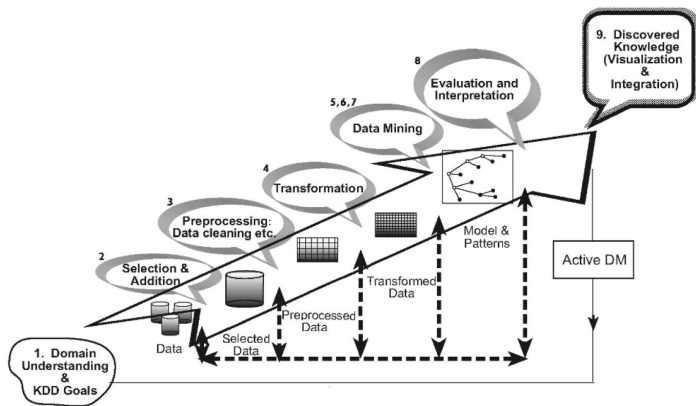 9. Discovered
Knowledge
(Visualization
&
Integration)
8
Evaluation and
Interpretation
5,6,7
Data Mining
4
Transformation
3
Preprocessing:
Data cleaning etc.
2
Selection &
Addition
Model &
Patterns
Active DM
Transformed
Data
Preprocessed
Data
Selected
Data
Data
1. Domain
Understanding
&
KDD Goals